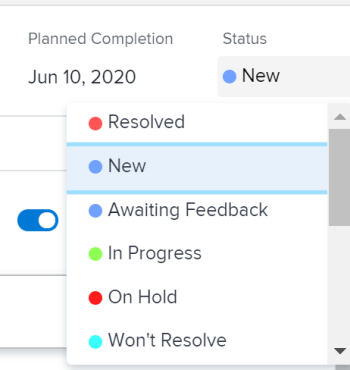 Planned Completion Status
Jun 10, 2020 New
Resolved
New
Awaiting Feedback
In Progress
On Hold
Won't Resolve